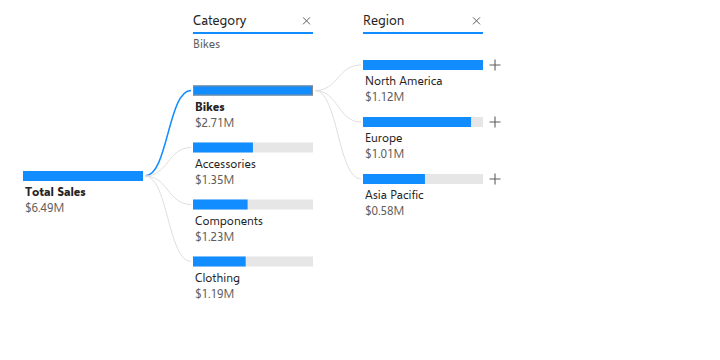 Category
Bikes
Region
Total Sales
$6.49M
Bikes
$2.71M
Accessories
$1.35M
Components
$1.23M
Clothing
$1.19M
North America
$1.12M
Europe
$1.01M
Asia Pacific
$0.58M